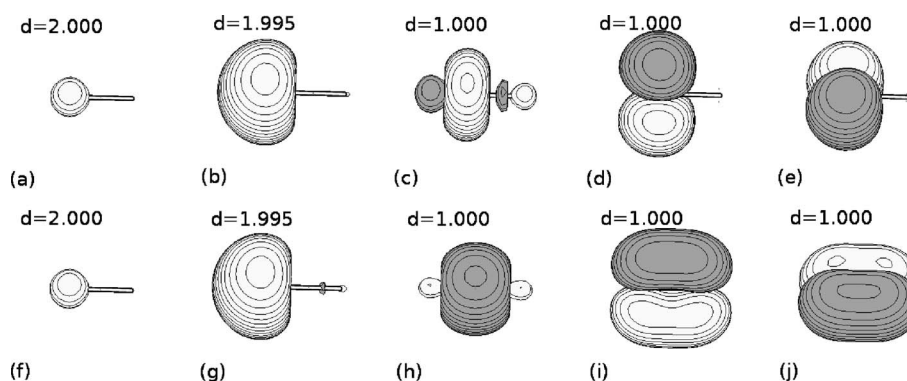 d=2.000 d=1.995 d=1.000 d=1.000 d=1.000
(a) (b) (c) (d) (e)
d=2.000 d=1.995 d=1.000 d=1.000 d=1.000
(f) (g) (h) (i) (j)